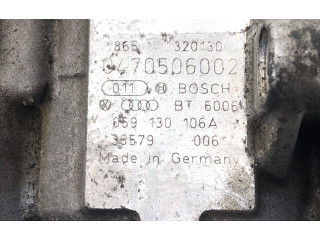 865 320130
0470506002
011 BOSCH
BT 6006
059 130 106A
36579 006
Made in Germany